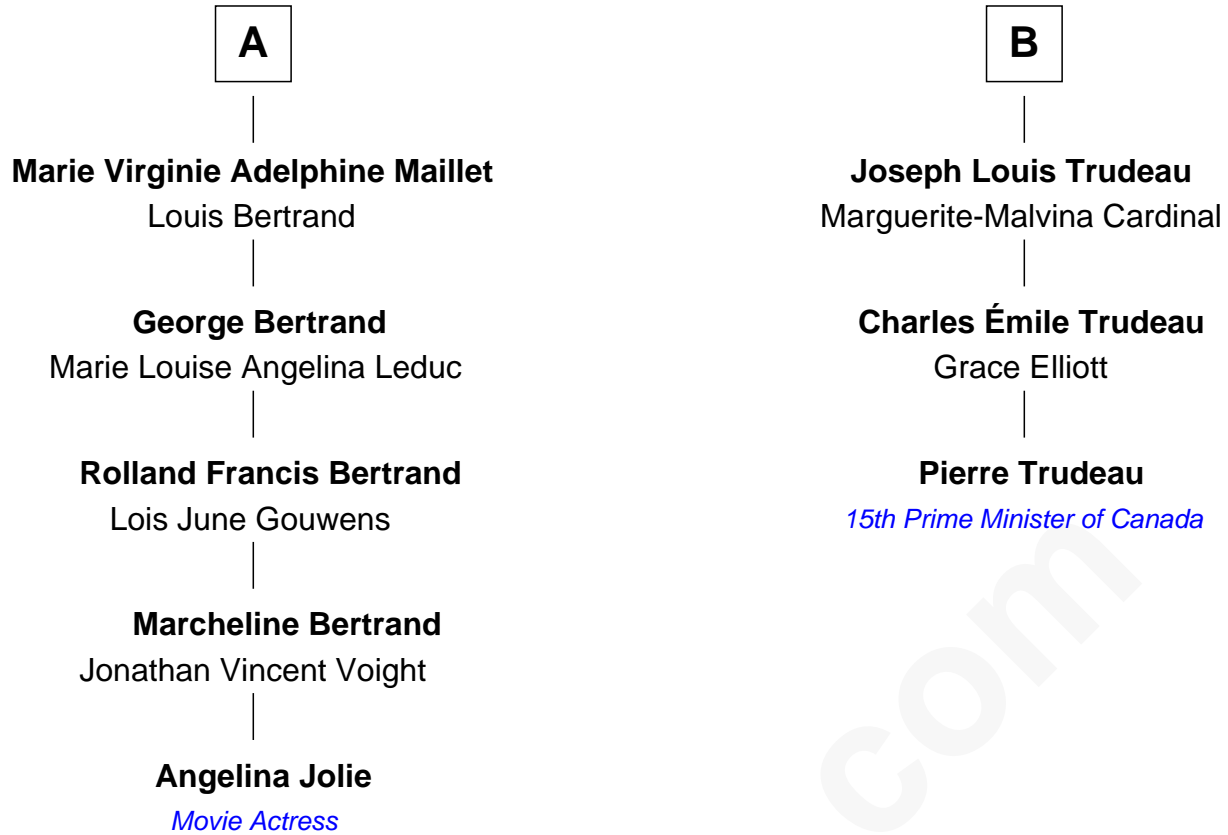 A
Marie Virginie Adelphine Maillet
Louis Bertrand
George Bertrand
Marie Louise Angelina Leduc
Rolland Francis Bertrand
Lois June Gouwens
Marcheline Bertrand
Jonathan Vincent Voight
Angelina Jolie
Movie Actress
B
Joseph Louis Trudeau
Marguerite-Malvina Cardinal
Charles Émile Trudeau
Grace Elliott
Pierre Trudeau
15th Prime Minister of Canada
com